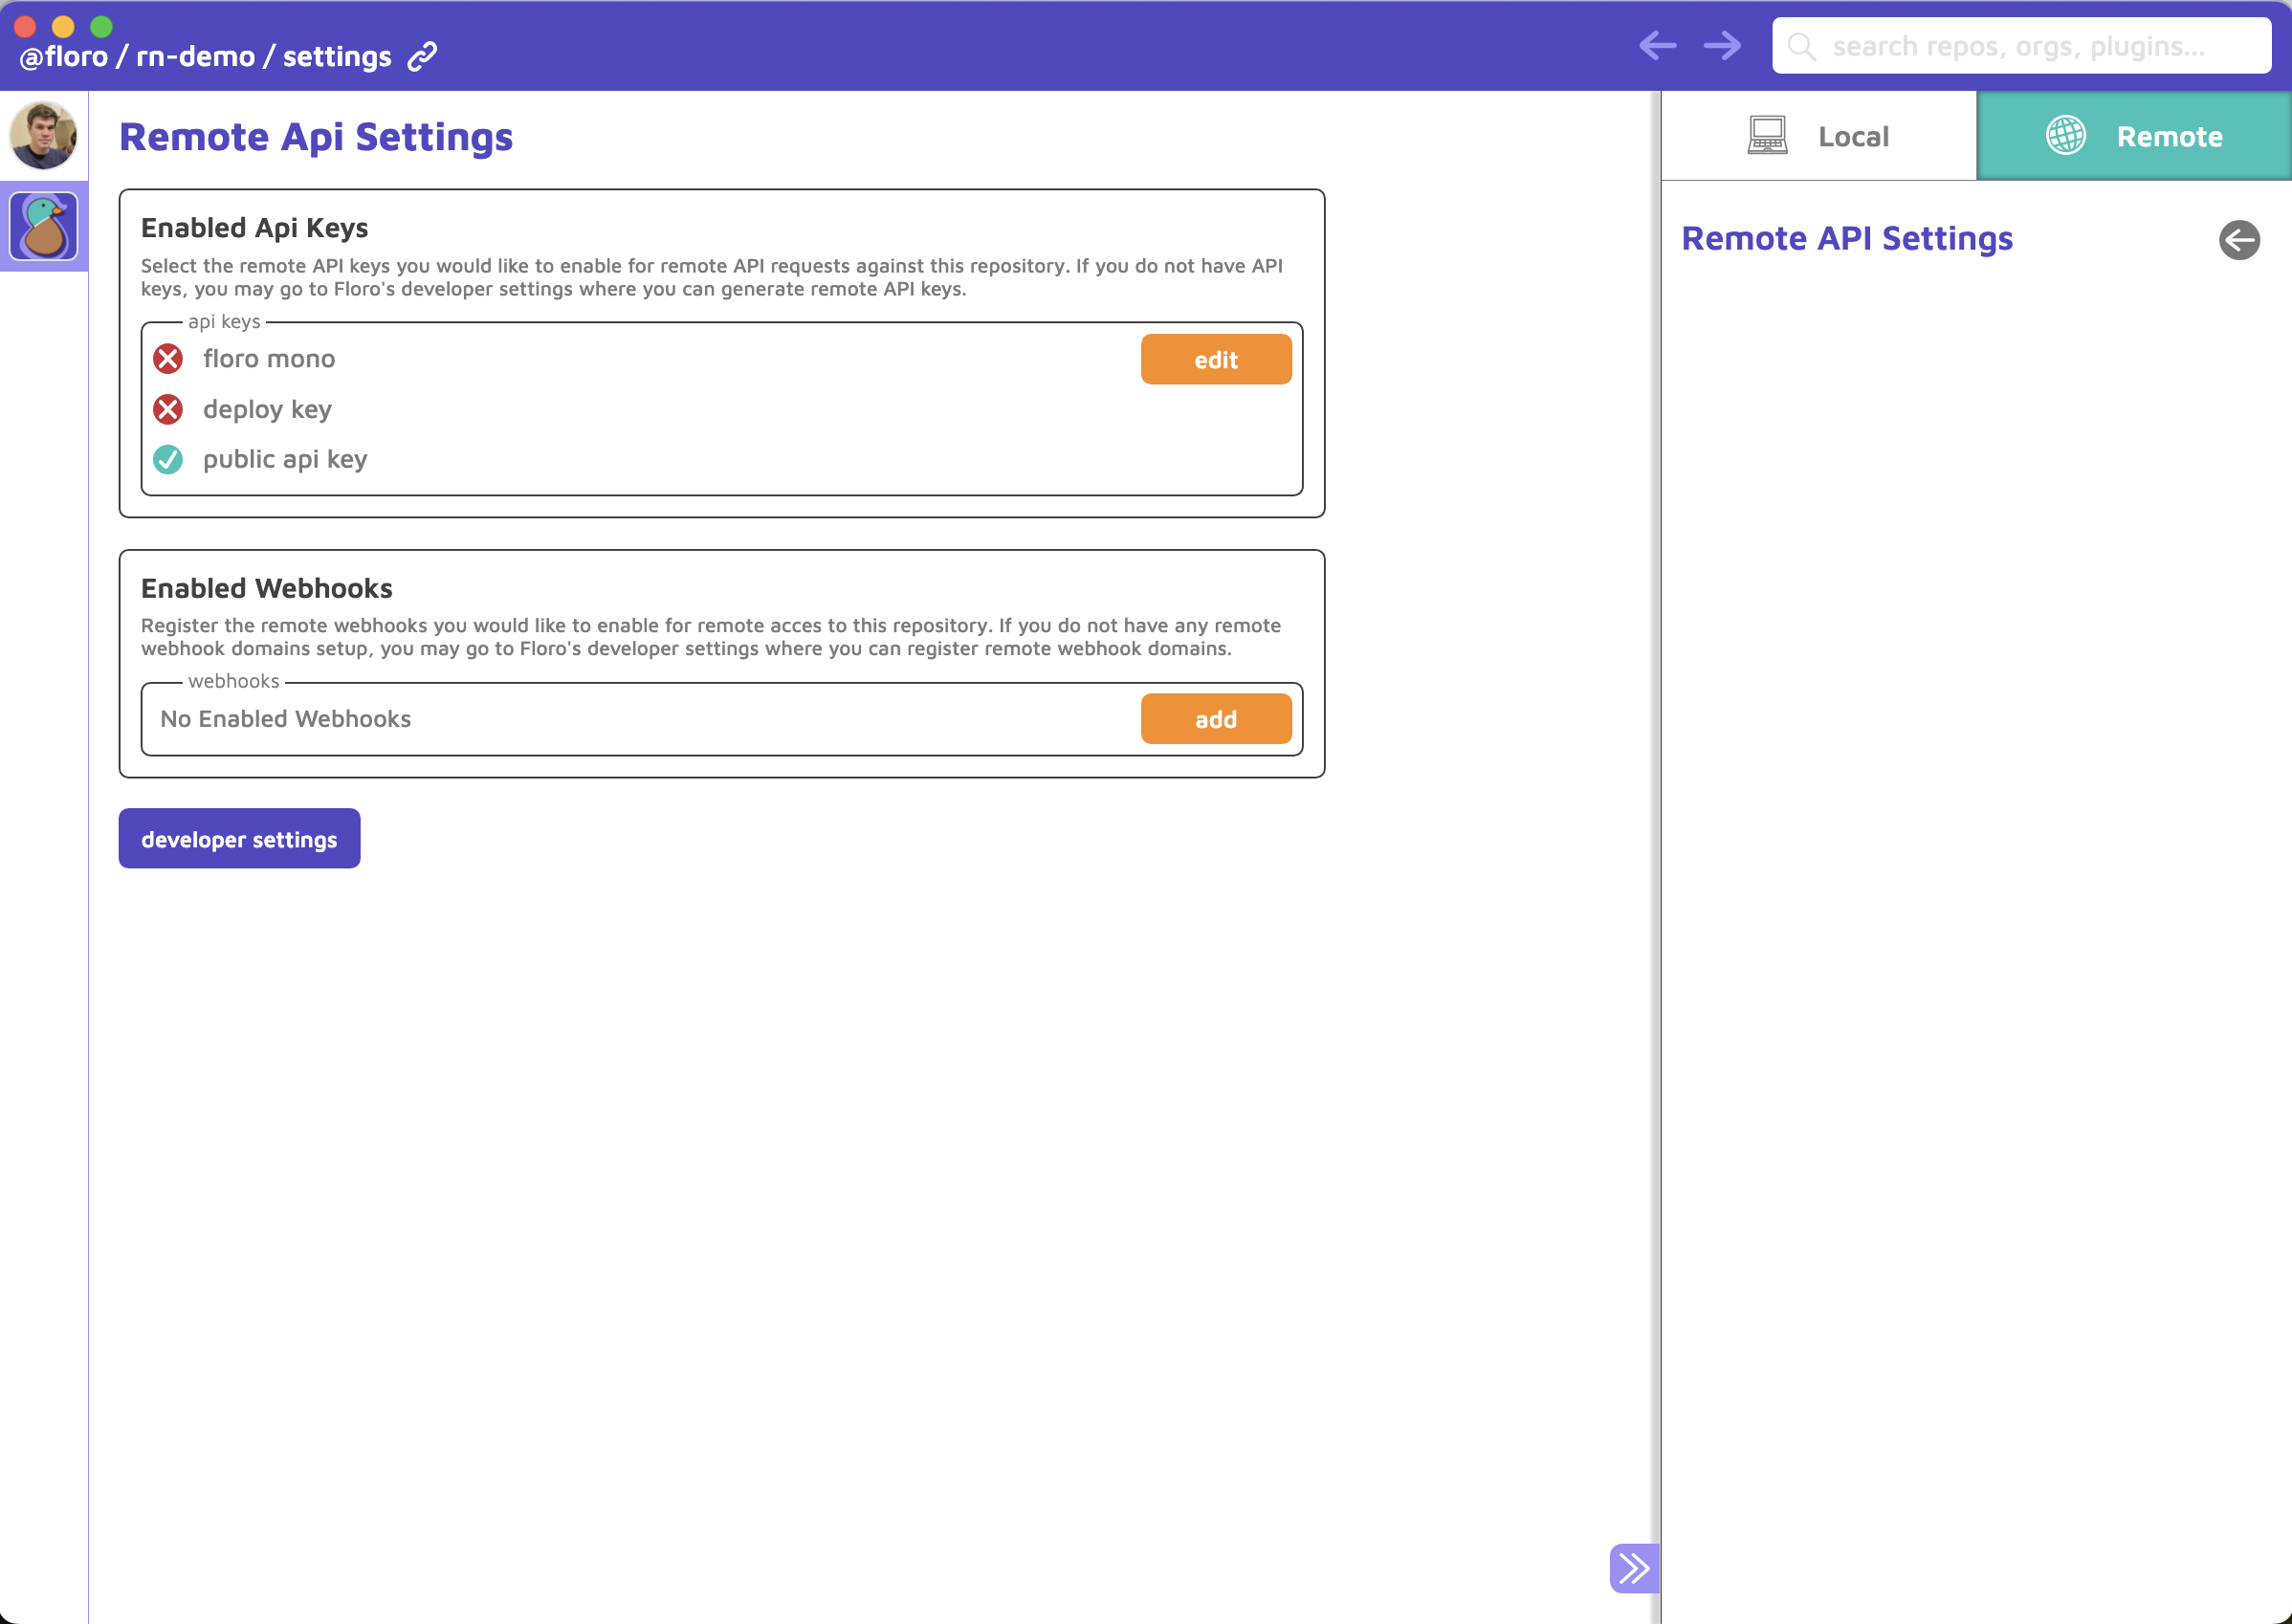 @floro / rn-demo / settings
search repos, orgs, plugins...
Remote Api Settings
Enabled Api Keys
Select the remote API keys you would like to enable for remote API requests against this repository. If you do not have API
keys, you may go to Floro's developer settings where you can generate remote API keys.
api keys
floro mono
edit
deploy key
public api key
Enabled Webhooks
Register the remote webhooks you would like to enable for remote acces to this repository. If you do not have any remote
webhook domains setup, you may go to Floro's developer settings where you can register remote webhook domains.
webhooks
No Enabled Webhooks
add
developer settings
Local
Remote
Remote API Settings